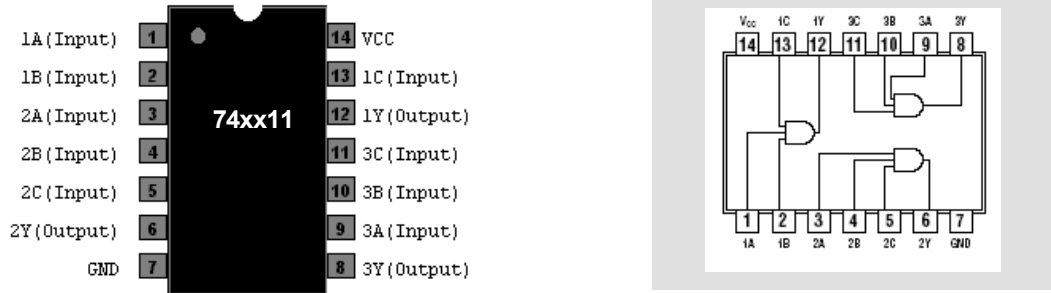 1A(Input) 1 14 VCC
1B(Input) 2 13 1C(Input)
2A(Input) 3 74xx11 12 1Y(Output)
2B(Input) 4 11 3C(Input)
2C(Input) 5 10 3B(Input)
2Y(Output) 6 9 3A(Input)
GND 7 8 3Y(Output)
Vcc 1C 1Y 3C 3B 3A 3Y
14 13 12 11 10 9 8
1 2 3 4 5 6 7
1A 1B 2A 2B 2C 2Y GND